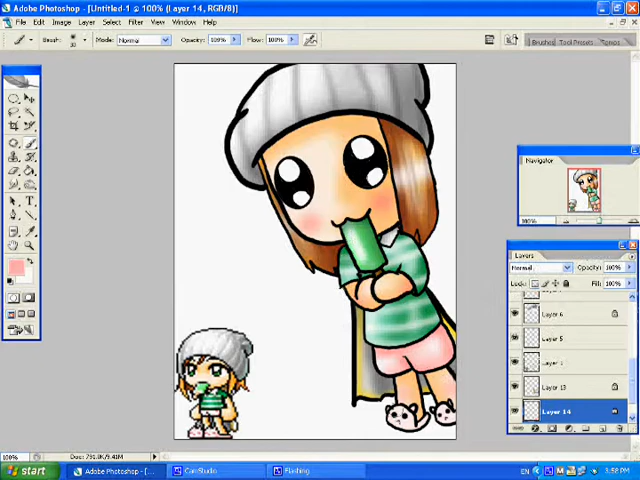 Adobe Photoshop - [Untitled-1 @ 100% (Layer 14, RGB/8)]
File Edit Image Layer Select Filter View Window Help
Brush: Mode: Normal Opacity: 100% Flow: 100% Brushes Tool Presets
Navigator
100%
Layers
Normal Opacity: 100%
Lock: Fill: 100%
Layer 6
Layer 5
Layer 13
Layer 14
100% Doc:
start Adobe Photoshop - [... CamStudio Flashing EN 3:58 PM